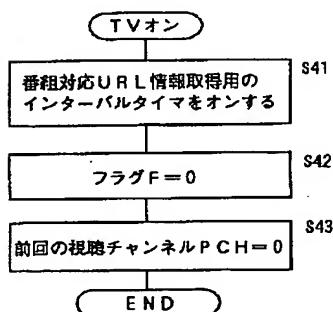 TVオン
S41
番組対応URL情報取得用の
インターバルタイマをオンする
S42
フラグF=0
S43
前回の視聴チャンネルPCH=0
END